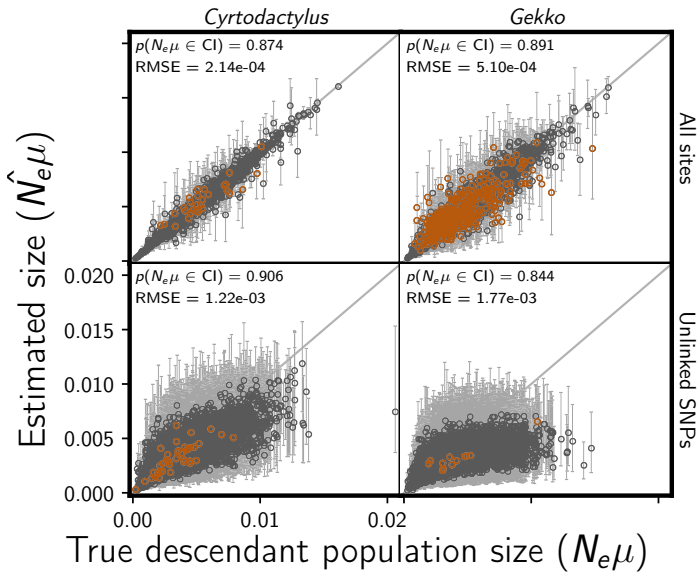 Cyrtodactylus
Gekko
p(N_eμ ∈ CI) = 0.874
RMSE = 2.14e-04
p(N_eμ ∈ CI) = 0.891
RMSE = 5.10e-04
All sites
p(N_eμ ∈ CI) = 0.906
RMSE = 1.22e-03
p(N_eμ ∈ CI) = 0.844
RMSE = 1.77e-03
Unlinked SNPs
Estimated size (N̂_eμ)
0.020
0.015
0.010
0.005
0.000
0.00
0.01
0.02
True descendant population size (N_eμ)